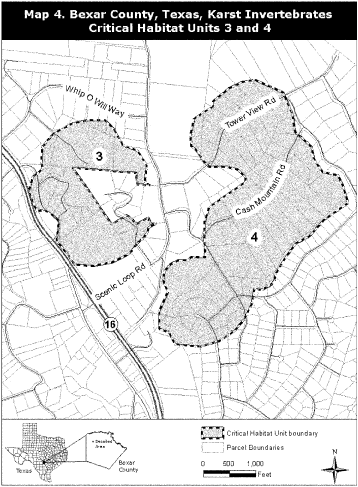 Map 4. Bexar County, Texas, Karst Invertebrates
Critical Habitat Units 3 and 4
Whip O Will Way
Tower View Rd
3
Cash Mountain Rd
4
Scenic Loop Rd
16
Detailed
Area
Texas
Bexar
County
Critical Habitat Unit boundary
Parcel Boundaries
0 500 1,000
Feet
N